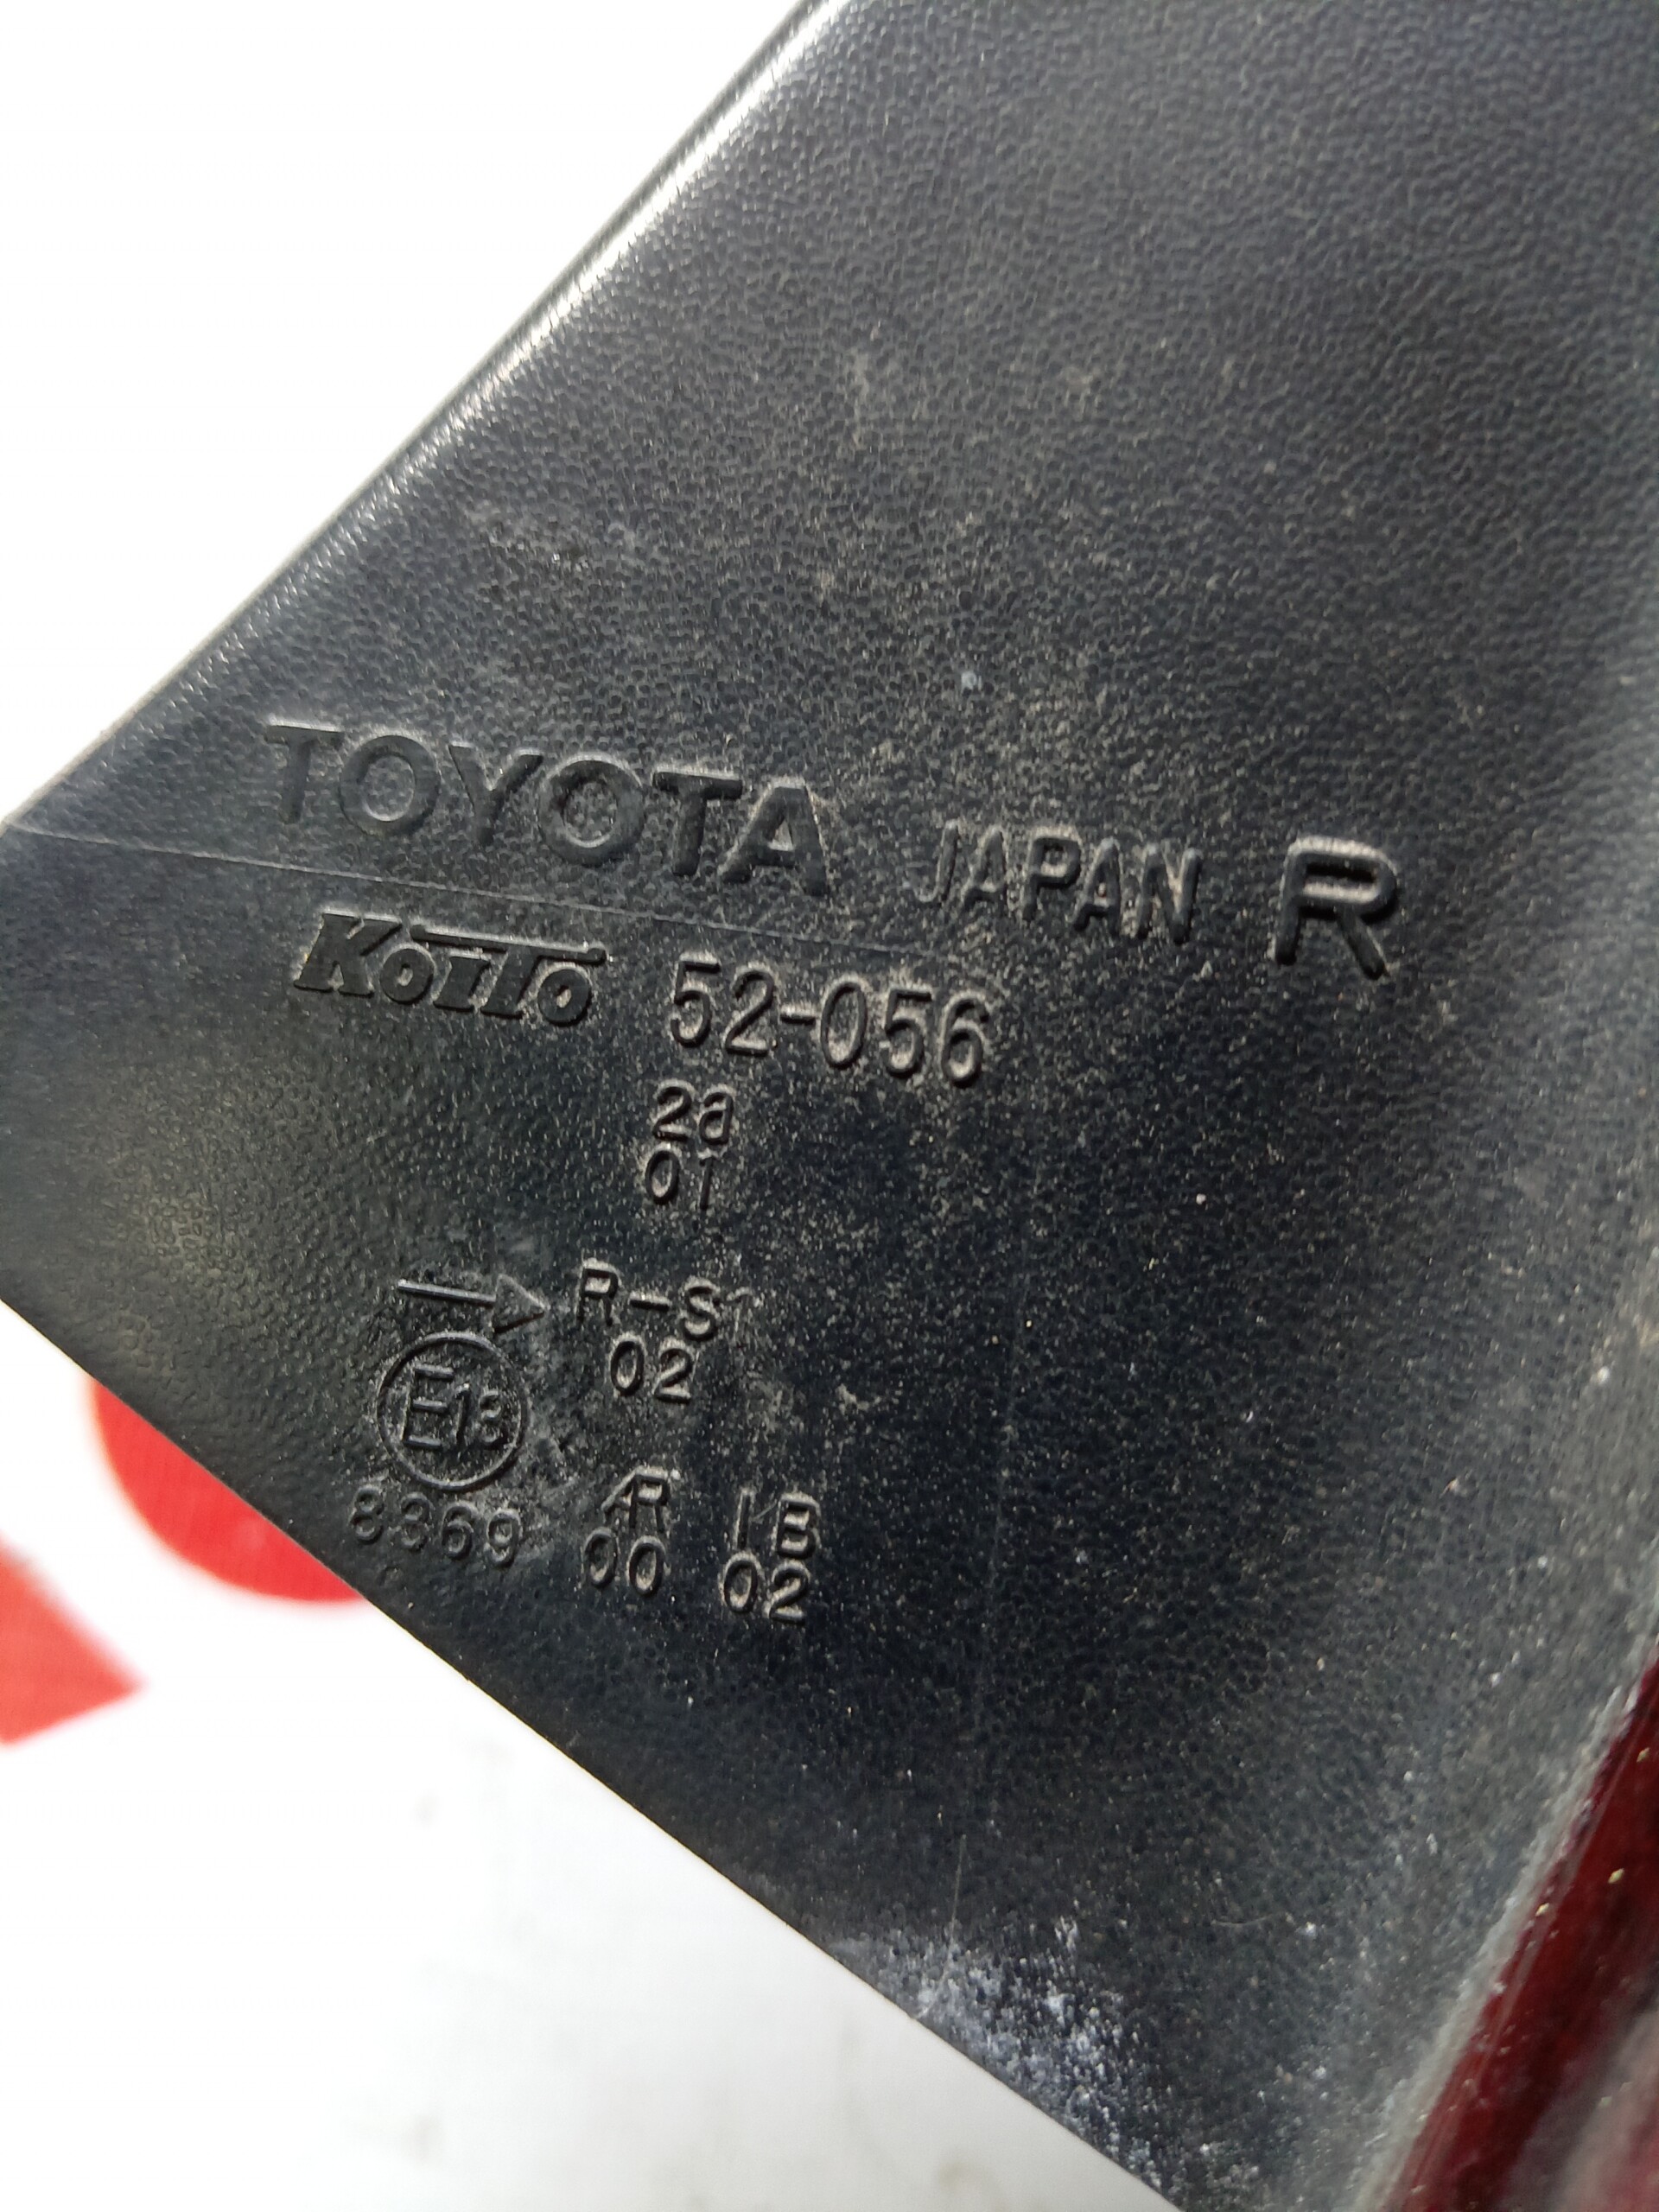 TOYOTA JAPAN R
KOITO 52-056
2a
01
R-S1
02
E13
8369 AR IB
00 02